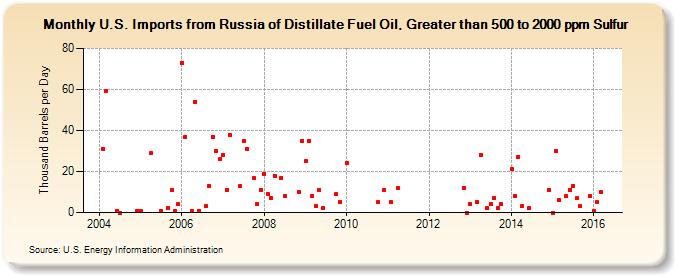 Monthly U.S. Imports from Russia of Distillate Fuel Oil, Greater than 500 to 2000 ppm Sulfur
Thousand Barrels per Day
80
60
40
20
0
2004 2006 2008 2010 2012 2014 2016
Source: U.S. Energy Information Administration